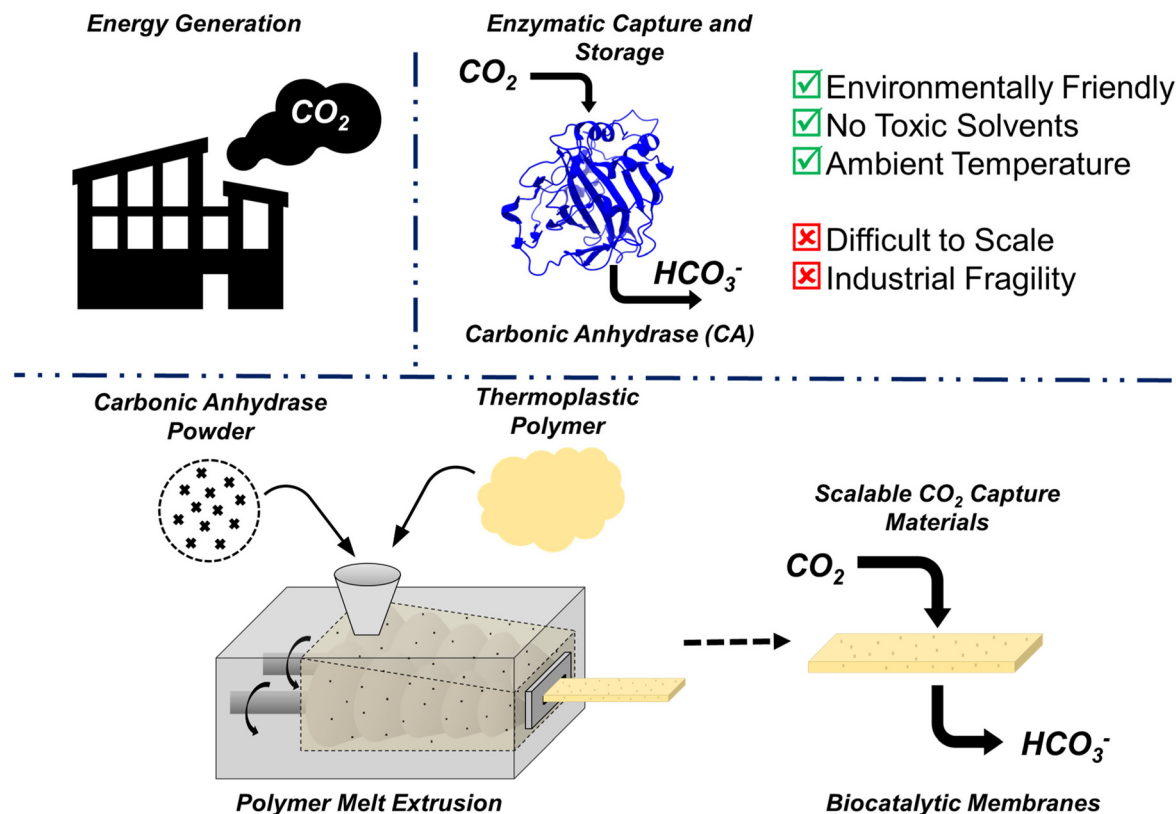 Energy Generation
CO₂
Enzymatic Capture and
Storage
CO₂
HCO₃⁻
Carbonic Anhydrase (CA)
Environmentally Friendly
No Toxic Solvents
Ambient Temperature
Difficult to Scale
Industrial Fragility
Carbonic Anhydrase
Powder
Thermoplastic
Polymer
Polymer Melt Extrusion
Scalable CO₂ Capture
Materials
CO₂
HCO₃⁻
Biocatalytic Membranes